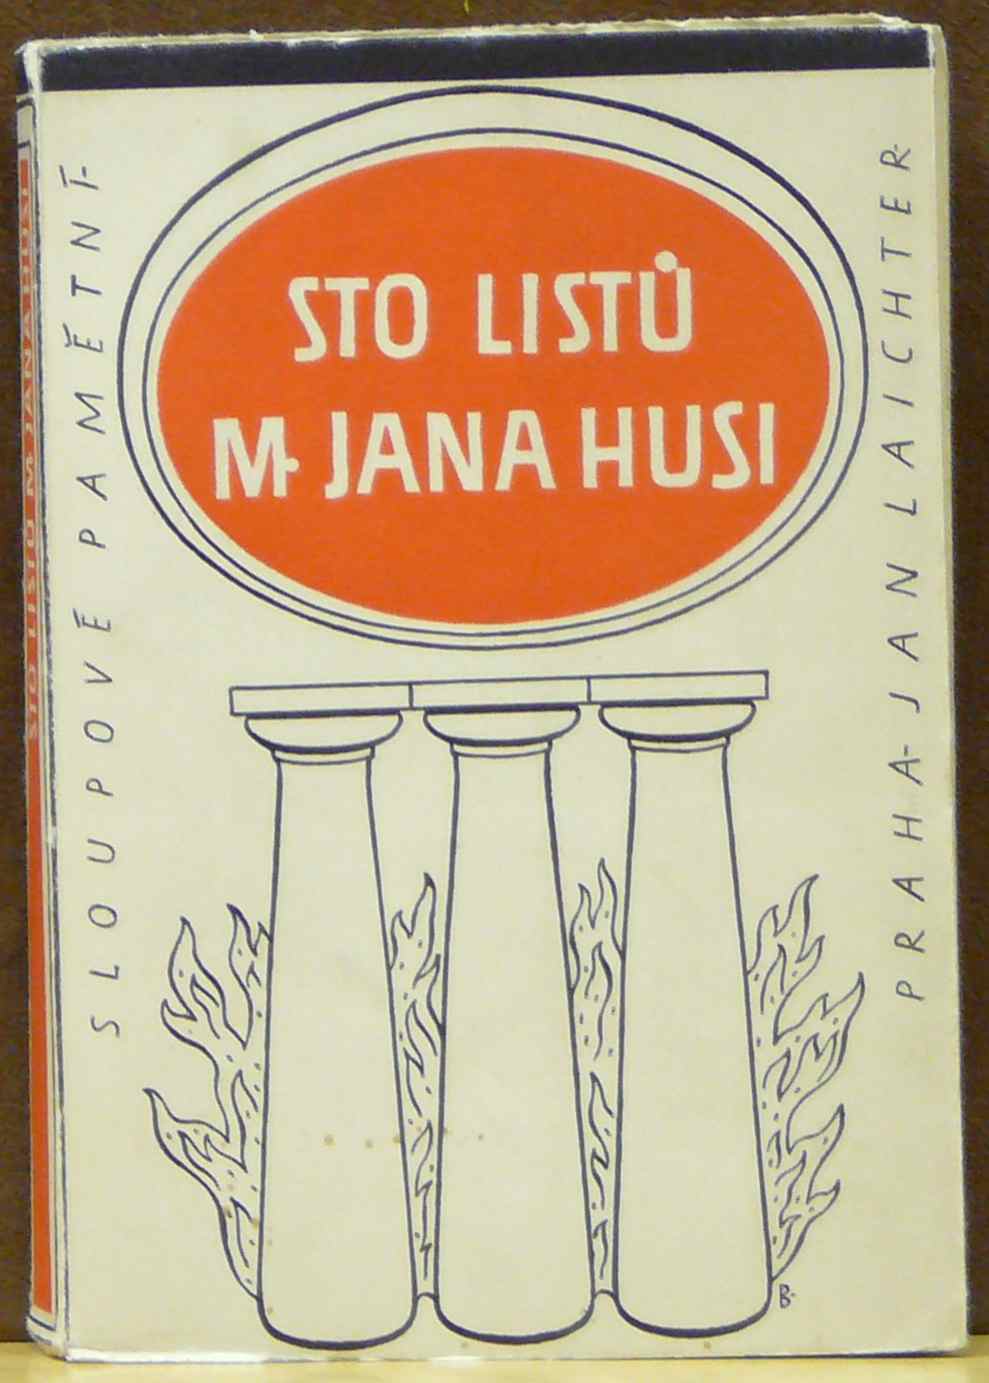 STO LISTŮ
M· JANA HUSI
SLOUPOVÉ PAMĚTNÍ·
PRAHA· JAN LAICHTER·
B·
STO LISTŮ M· JANA HUSI